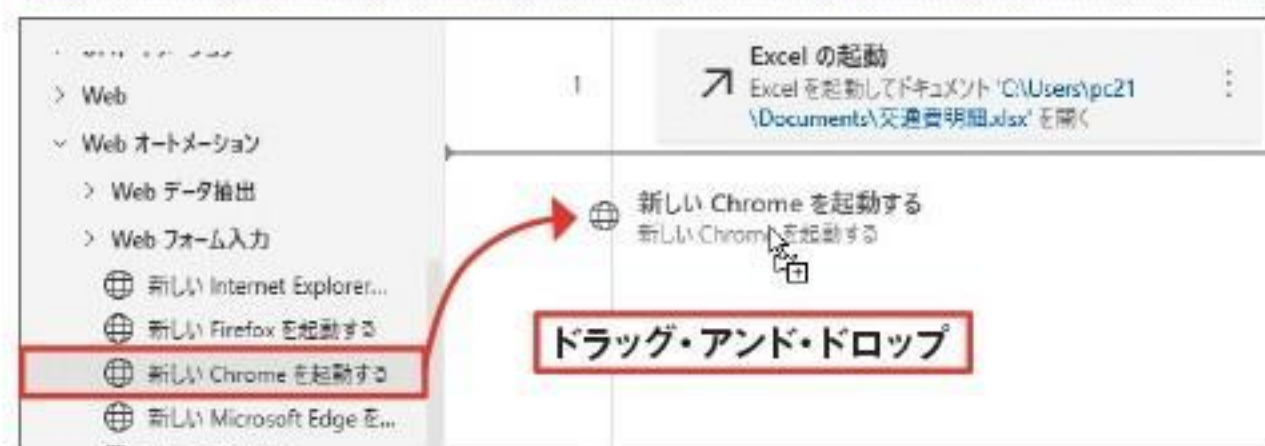 Web
Web オートメーション
Web データ抽出
Web フォーム入力
新しい Internet Explorer...
新しい Firefox を起動する
新しい Chrome を起動する
新しい Microsoft Edge を...
1
Excel の起動
Excel を起動してドキュメント 'C:\Users\pc21
\Documents\交通費明細.xlsx' を開く
新しい Chrome を起動する
新しい Chrome を起動する
ドラッグ・アンド・ドロップ